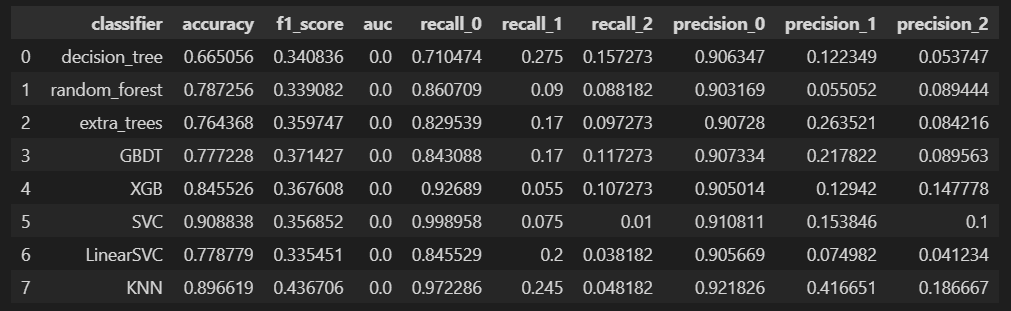 classifier accuracy f1_score auc recall_0 recall_1 recall_2 precision_0 precision_1 precision_2
0 decision_tree 0.665056 0.340836 0.0 0.710474 0.275 0.157273 0.906347 0.122349 0.053747
1 random_forest 0.787256 0.339082 0.0 0.860709 0.09 0.088182 0.903169 0.055052 0.089444
2 extra_trees 0.764368 0.359747 0.0 0.829539 0.17 0.097273 0.90728 0.263521 0.084216
3 GBDT 0.777228 0.371427 0.0 0.843088 0.17 0.117273 0.907334 0.217822 0.089563
4 XGB 0.845526 0.367608 0.0 0.92689 0.055 0.107273 0.905014 0.12942 0.147778
5 SVC 0.908838 0.356852 0.0 0.998958 0.075 0.01 0.910811 0.153846 0.1
6 LinearSVC 0.778779 0.335451 0.0 0.845529 0.2 0.038182 0.905669 0.074982 0.041234
7 KNN 0.896619 0.436706 0.0 0.972286 0.245 0.048182 0.921826 0.416651 0.186667